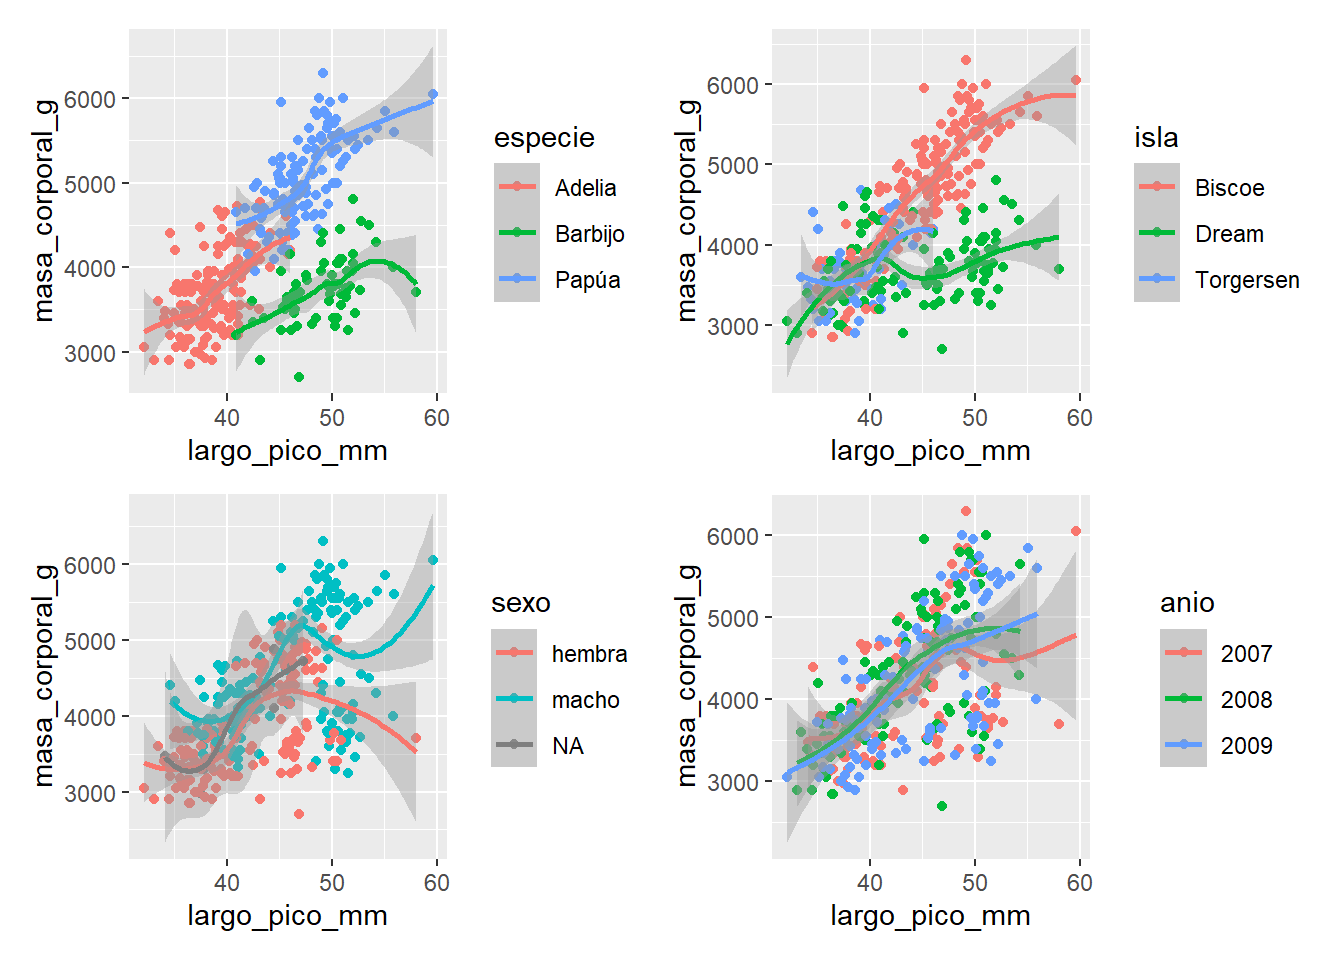 masa_corporal_g
6000
5000
4000
3000
40 50 60
largo_pico_mm
especie
Adelia
Barbijo
Papúa
masa_corporal_g
6000
5000
4000
3000
40 50 60
largo_pico_mm
isla
Biscoe
Dream
Torgersen
masa_corporal_g
6000
5000
4000
3000
40 50 60
largo_pico_mm
sexo
hembra
macho
NA
masa_corporal_g
6000
5000
4000
3000
40 50 60
largo_pico_mm
anio
2007
2008
2009